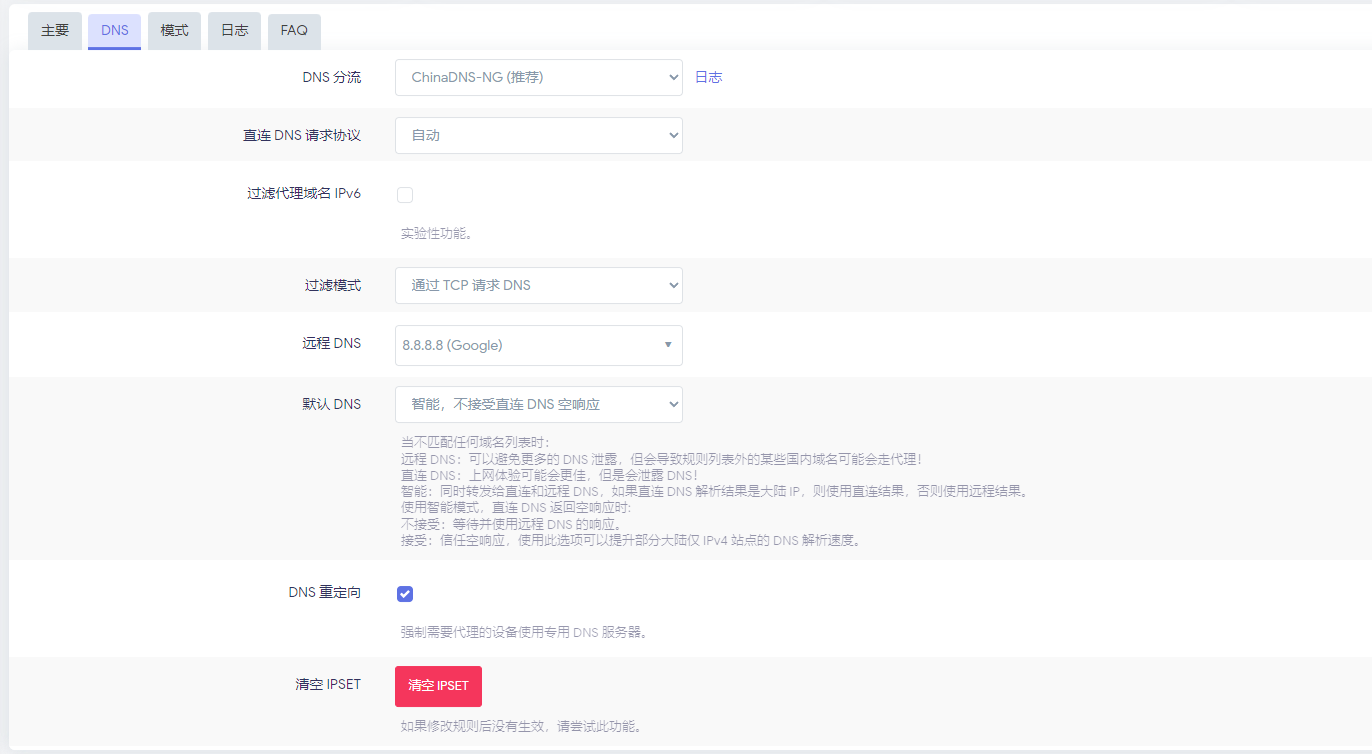 主要 DNS 模式 日志 FAQ
DNS 分流 ChinaDNS-NG (推荐) 日志
直连 DNS 请求协议 自动
过滤代理域名 IPv6
实验性功能。
过滤模式 通过 TCP 请求 DNS
远程 DNS 8.8.8.8 (Google)
默认 DNS 智能，不接受直连 DNS 空响应
当不匹配任何域名列表时：
远程 DNS：可以避免更多的 DNS 泄露，但会导致规则列表外的某些国内域名可能会走代理！
直连 DNS：上网体验可能会更佳，但是会泄露 DNS！
智能：同时转发给直连和远程 DNS，如果直连 DNS 解析结果是大陆 IP，则使用直连结果，否则使用远程结果。
使用智能模式，直连 DNS 返回空响应时：
不接受：等待并使用远程 DNS 的响应。
接受：信任空响应，使用此选项可以提升部分大陆仅 IPv4 站点的 DNS 解析速度。
DNS 重定向
强制需要代理的设备使用专用 DNS 服务器。
清空 IPSET 清空 IPSET
如果修改规则后没有生效，请尝试此功能。